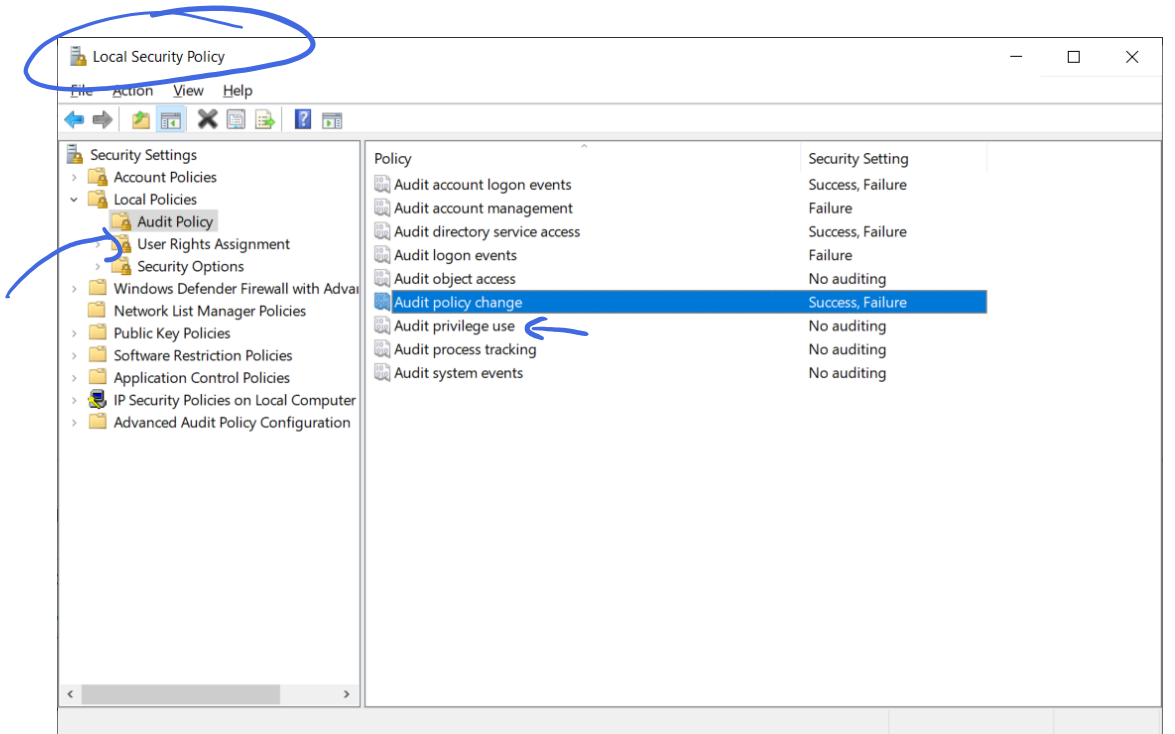 Local Security Policy
File Action View Help
Security Settings
Account Policies
Local Policies
Audit Policy
User Rights Assignment
Security Options
Windows Defender Firewall with Advan
Network List Manager Policies
Public Key Policies
Software Restriction Policies
Application Control Policies
IP Security Policies on Local Computer
Advanced Audit Policy Configuration
Policy Security Setting
Audit account logon events Success, Failure
Audit account management Failure
Audit directory service access Success, Failure
Audit logon events Failure
Audit object access No auditing
Audit policy change Success, Failure
Audit privilege use No auditing
Audit process tracking No auditing
Audit system events No auditing